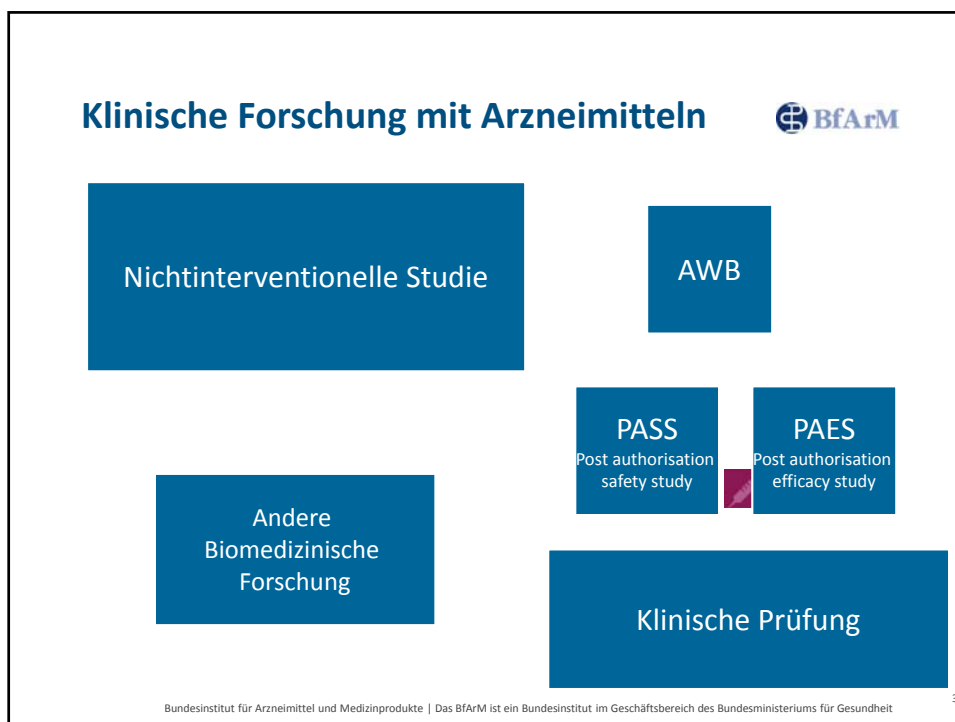 Klinische Forschung mit Arzneimitteln
BfArM
Nichtinterventionelle Studie
AWB
PASS
Post authorisation
safety study
PAES
Post authorisation
efficacy study
Andere
Biomedizinische
Forschung
Klinische Prüfung
Bundesinstitut für Arzneimittel und Medizinprodukte | Das BfArM ist ein Bundesinstitut im Geschäftsbereich des Bundesministeriums für Gesundheit
3